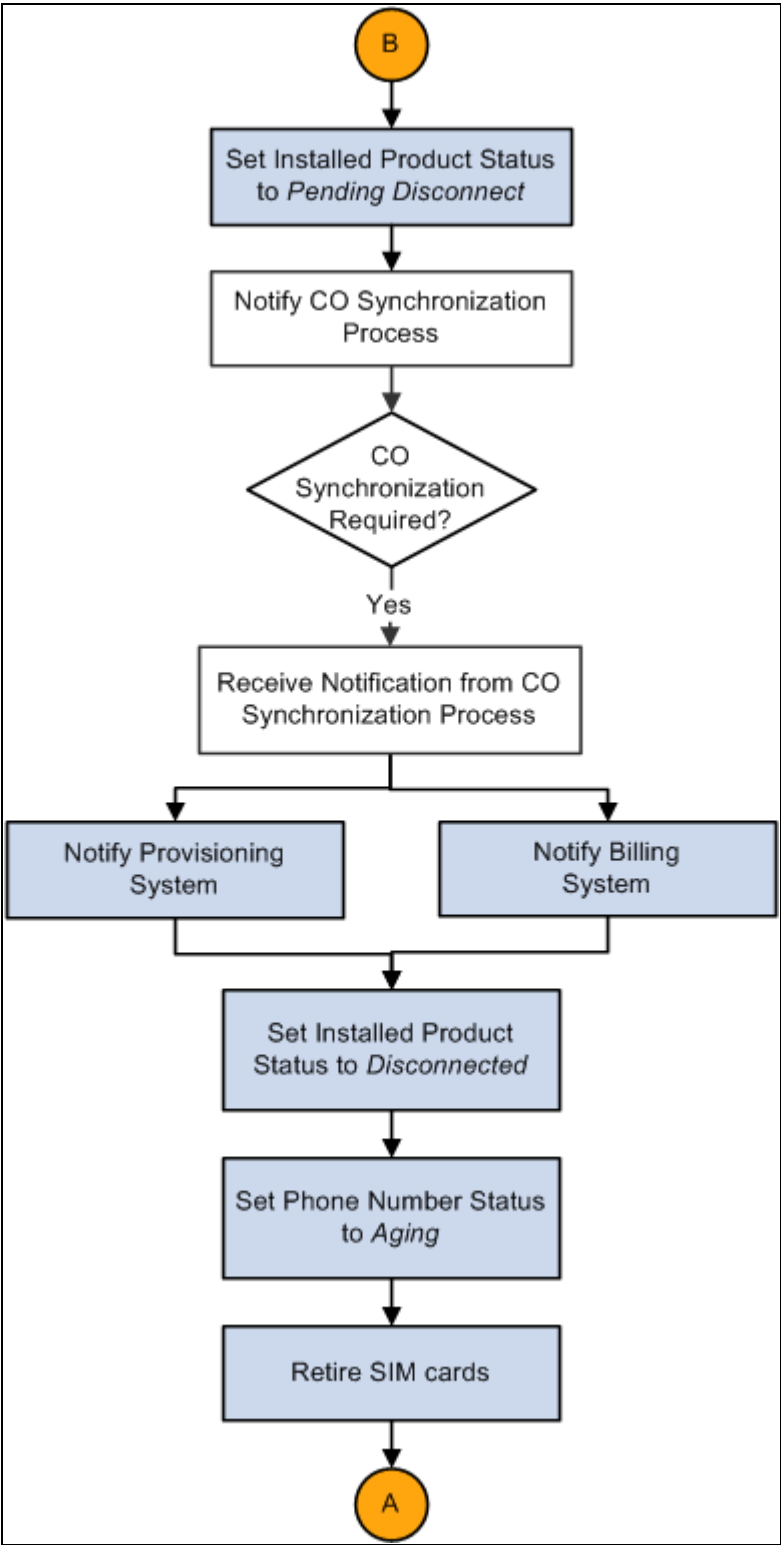 B
Set Installed Product Status
to Pending Disconnect
Notify CO Synchronization
Process
CO
Synchronization
Required?
Yes
Receive Notification from CO
Synchronization Process
Notify Provisioning
System
Notify Billing
System
Set Installed Product
Status to Disconnected
Set Phone Number Status
to Aging
Retire SIM cards
A